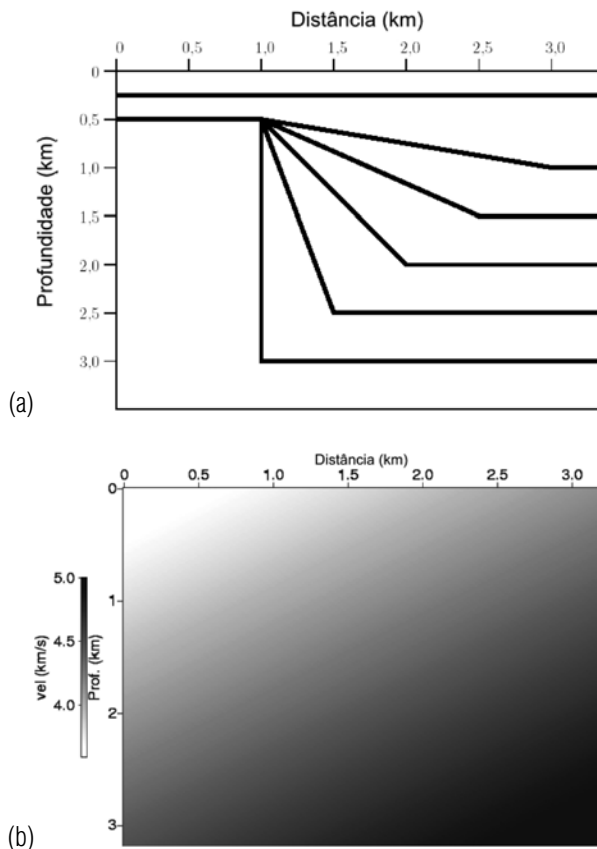 Distância (km)
0 0,5 1,0 1,5 2,0 2,5 3,0
Profundidade (km)
0
0,5
1,0
1,5
2,0
2,5
3,0
(a)
Distância (km)
0 0.5 1.0 1.5 2.0 2.5 3.0
0
1
2
3
Prof. (km)
vel (km/s)
5.0
4.5
4.0
(b)